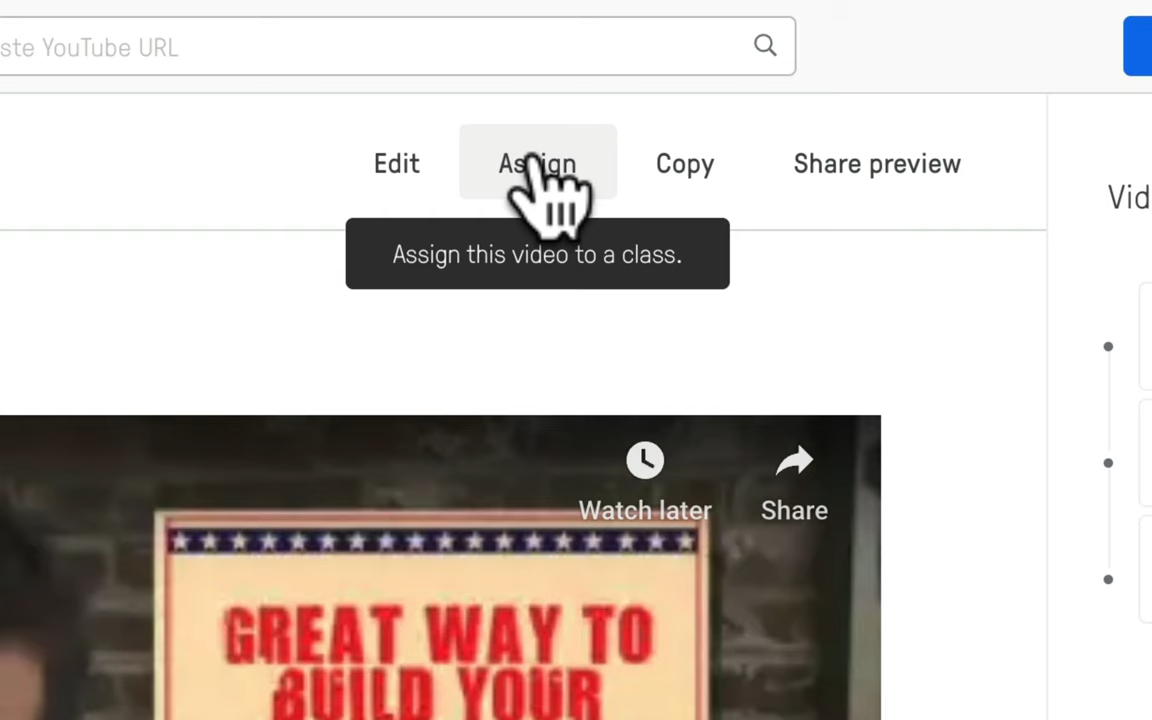 ste YouTube URL
Edit
Assign
Copy
Share preview
Vid
Assign this video to a class.
Watch later
Share
GREAT WAY TO
BUILD YOUR